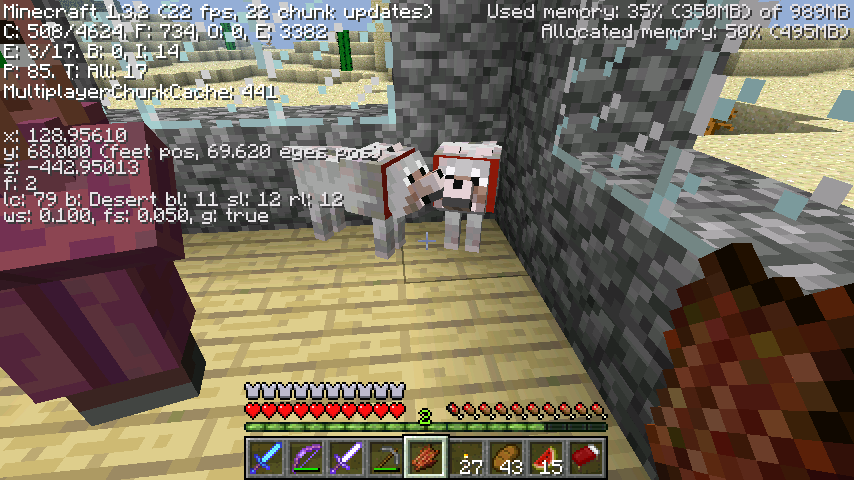 Minecraft 1.3.2 (22 fps, 22 chunk updates)
Used memory: 35% (350MB) of 989MB
C: 506/4624, F: 734, O: 0, E: 3382
Allocated memory: 50% (495MB)
E: 3/17, B: 0, I: 14
P: 85, T: All: 17
MultiplayerChunkCache: 441
x: 128.95610
y: 68.000 (feet pos, 69.620 eyes pos)
z: -442.95013
f: 2
lc: 79 b: Desert bl: 11 sl: 12 rl: 12
ws: 0.100, fs: 0.050, g: true
8
27
43
15